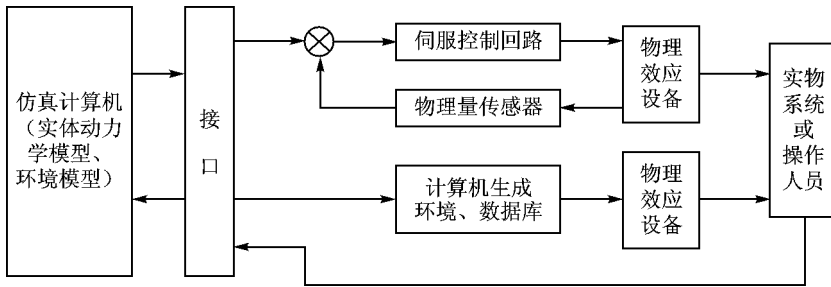 仿真计算机
（实体动力
学模型、
环境模型）
接
口
伺服控制回路
物理量传感器
物理
效应
设备
计算机生成
环境、数据库
物理
效应
设备
实物
系统
或
操作
人员